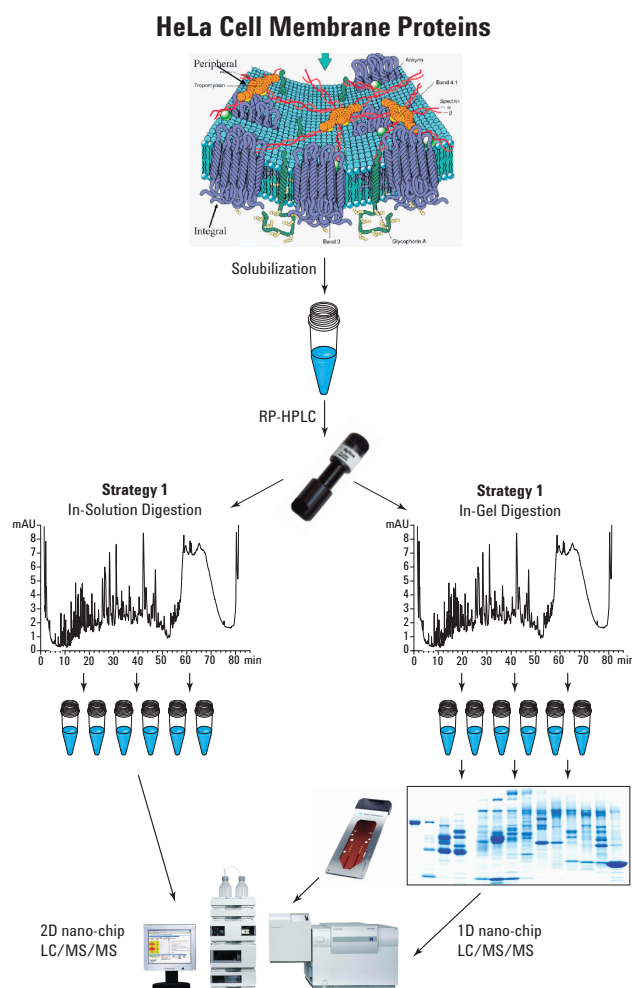 HeLa Cell Membrane Proteins
Peripheral
Ankyrin
Tropomyosin
Band 4.1
Spectrin
α
β
Integral
Band 3
Glycophorin A
Solubilization
RP-HPLC
Strategy 1
In-Solution Digestion
mAU
8
7
6
5
4
3
2
1
0
0 10 20 30 40 50 60 70 80 min
Strategy 1
In-Gel Digestion
mAU
8
7
6
5
4
3
2
1
0
0 10 20 30 40 50 60 70 80 min
2D nano-chip
LC/MS/MS
1D nano-chip
LC/MS/MS